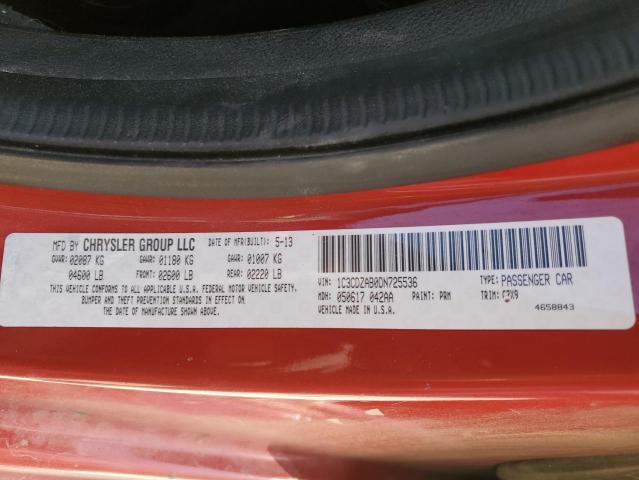 MFD BY CHRYSLER GROUP LLC DATE OF MFR(BUILT): 5-13
GVWR: 02087 KG GAWR: 01180 KG GAWR: 01007 KG
04600 LB FRONT: 02600 LB REAR: 02220 LB
THIS VEHICLE CONFORMS TO ALL APPLICABLE U.S.A. FEDERAL MOTOR VEHICLE SAFETY,
BUMPER AND THEFT PREVENTION STANDARDS IN EFFECT ON
THE DATE OF MANUFACTURE SHOWN ABOVE.
VIN: 1C3CDZAB0DN725536 TYPE: PASSENGER CAR
MDH: 050617 042AA PAINT: PRM TRIM:
VEHICLE MADE IN U.S.A. 4658843